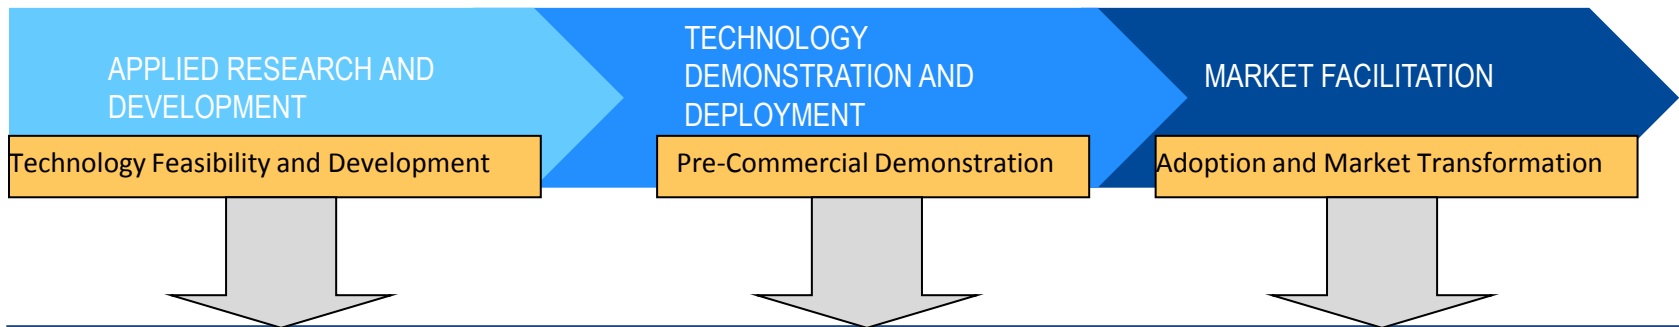 APPLIED RESEARCH AND
DEVELOPMENT
TECHNOLOGY
DEMONSTRATION AND
DEPLOYMENT
MARKET FACILITATION
Technology Feasibility and Development
Pre-Commercial Demonstration
Adoption and Market Transformation